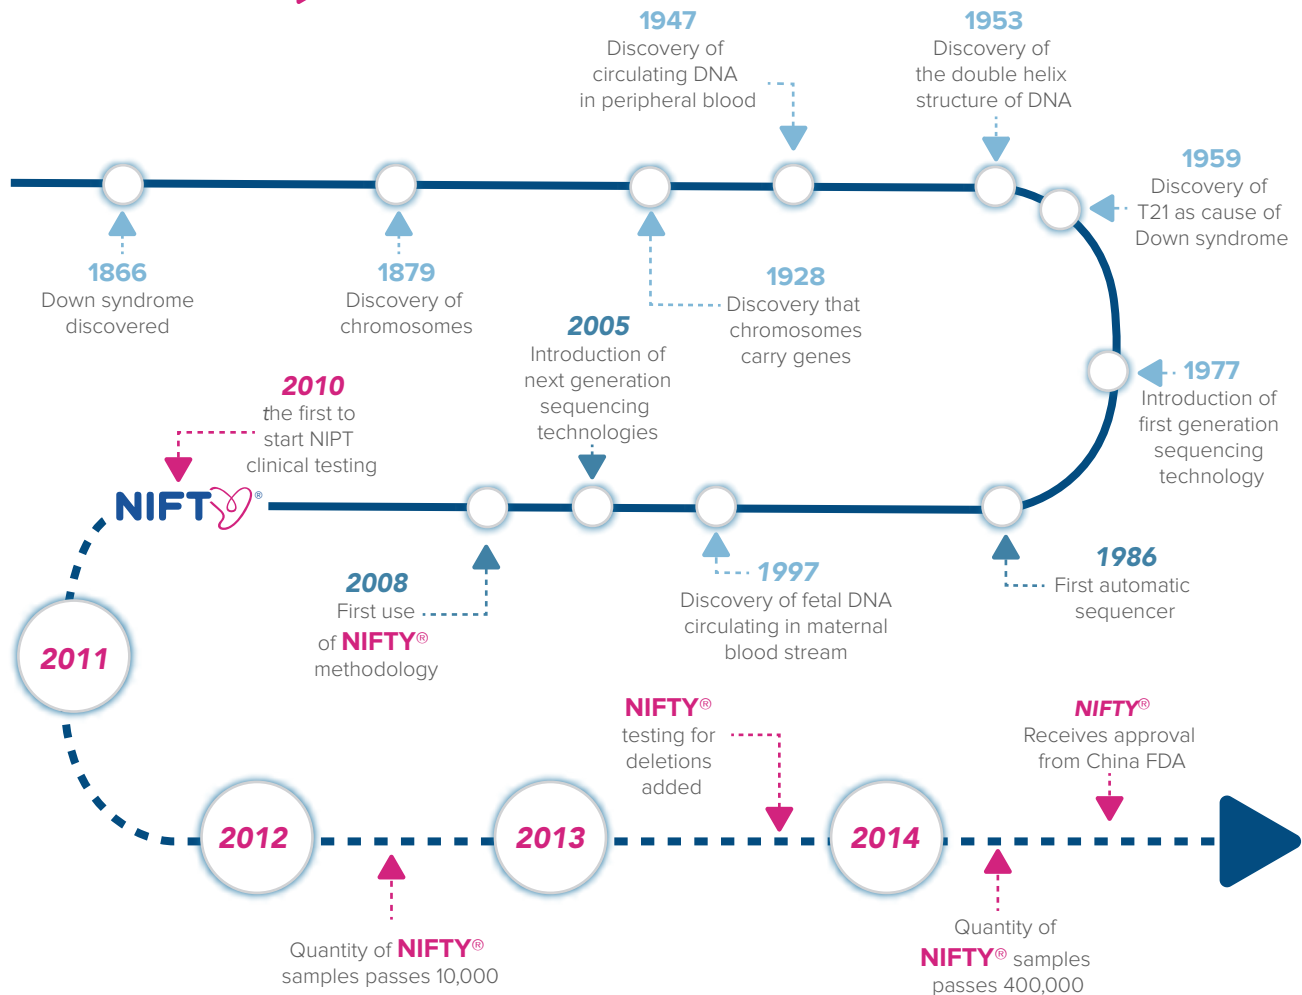 1947
Discovery of
circulating DNA
in peripheral blood
1953
Discovery of
the double helix
structure of DNA
1959
Discovery of
T21 as cause of
Down syndrome
1866
Down syndrome
discovered
1879
Discovery of
chromosomes
1928
Discovery that
chromosomes
carry genes
2005
Introduction of
next generation
sequencing
technologies
1977
Introduction of
first generation
sequencing
technology
2010
the first to
start NIPT
clinical testing
NIFTY®
2008
First use
of NIFTY®
methodology
1997
Discovery of fetal DNA
circulating in maternal
blood stream
1986
First automatic
sequencer
2011
NIFTY®
testing for
deletions
added
NIFTY®
Receives approval
from China FDA
2012
2013
2014
Quantity of NIFTY®
samples passes 10,000
Quantity of
NIFTY® samples
passes 400,000